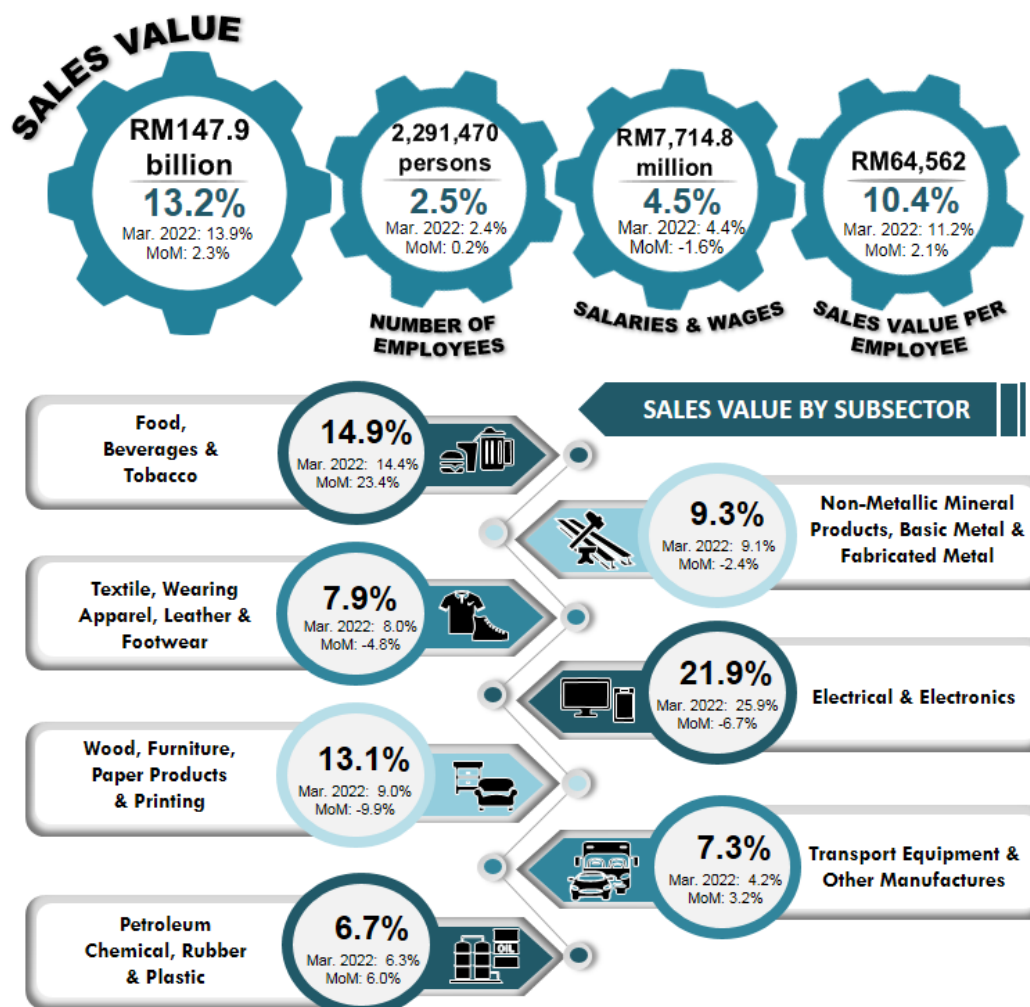 SALES VALUE
RM147.9
billion
13.2%
Mar. 2022: 13.9%
MoM: 2.3%
2,291,470
persons
2.5%
Mar. 2022: 2.4%
MoM: 0.2%
NUMBER OF
EMPLOYEES
RM7,714.8
million
4.5%
Mar. 2022: 4.4%
MoM: -1.6%
SALARIES & WAGES
RM64,562
10.4%
Mar. 2022: 11.2%
MoM: 2.1%
SALES VALUE PER
EMPLOYEE
SALES VALUE BY SUBSECTOR
Food,
Beverages &
Tobacco
14.9%
Mar. 2022: 14.4%
MoM: 23.4%
9.3%
Mar. 2022: 9.1%
MoM: -2.4%
Non-Metallic Mineral
Products, Basic Metal &
Fabricated Metal
Textile, Wearing
Apparel, Leather &
Footwear
7.9%
Mar. 2022: 8.0%
MoM: -4.8%
21.9%
Mar. 2022: 25.9%
MoM: -6.7%
Electrical & Electronics
Wood, Furniture,
Paper Products
& Printing
13.1%
Mar. 2022: 9.0%
MoM: -9.9%
7.3%
Mar. 2022: 4.2%
MoM: 3.2%
Transport Equipment &
Other Manufactures
Petroleum
Chemical, Rubber
& Plastic
6.7%
Mar. 2022: 6.3%
MoM: 6.0%
OIL